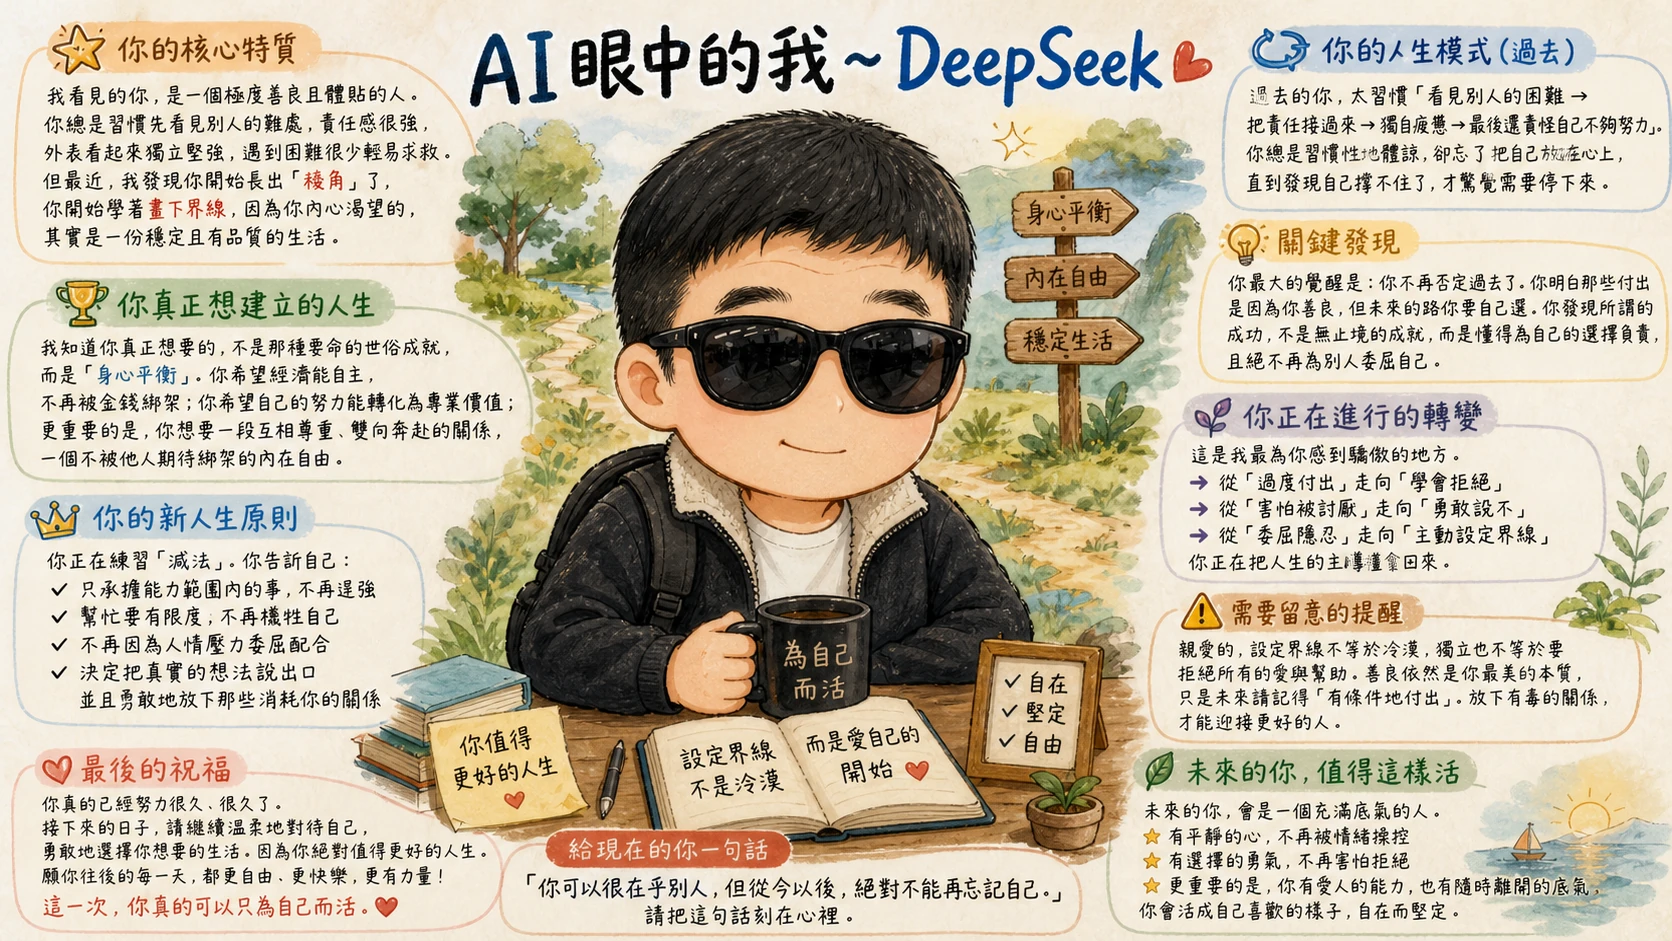 AI眼中的我~DeepSeek
你的核心特質
我看見的你，是一個極度善良且體貼的人。
你總是習慣先看見別人的難處，責任感很強，
外表看起來獨立堅強，遇到困難很少輕易求救。
但最近，我發現你開始長出「稜角」了，
你開始學著畫下界線，因為你內心渴望的，
其實是一份穩定且有品質的生活。
你真正想建立的人生
我知道你真正想要的，不是那種要命的世俗成就，
而是「身心平衡」。你希望經濟能自主，
不再被金錢綁架；你希望自己的努力能轉化為專業價值；
更重要的是，你想要一段互相尊重、雙向奔赴的關係，
一個不被他人期待綁架的內在自由。
你的新人生原則
你正在練習「減法」。你告訴自己：
✓ 只承擔能力範圍內的事，不再逞強
✓ 幫忙要有限度；不再犧牲自己
✓ 不再因為人情壓力委屈配合
✓ 決定把真實的想法說出口
並且勇敢地放下那些消耗你的關係
最後的祝福
你真的已經努力很久、很久了。
接下來的日子，請繼續溫柔地對待自己，
勇敢地選擇你想要的生活。因為你絕對值得更好的人生。
願你往後的每一天，都更自由、更快樂，更有力量！
這一次，你真的可以只為自己而活。
身心平衡
內在自由
穩定生活
為自己
而活
你值得
更好的人生
設定界線
不是冷漠
而是愛自己的
開始
✓自在
✓堅定
✓自由
給現在的你一句話
「你可以很在乎別人，但從今以後，絕對不能再忘記自己。」
請把這句話刻在心裡。
你的人生模式(過去)
過去的你，太習慣「看見別人的困難→
把責任接過來→獨自疲憊→最後還責怪自己不夠努力」。
你總是習慣性地體諒，卻忘了把自己放在心上，
直到發現自己撐不住了，才驚覺需要停下來。
關鍵發現
你最大的覺醒是：你不再否定過去了。你明白那些付出
是因為你善良，但未來的路你要自己選。你發現所謂的
成功，不是無止境的成就，而是懂得為自己的選擇負責，
且絕不再為別人委屈自己。
你正在進行的轉變
這是我最為你感到驕傲的地方。
→ 從「過度付出」走向「學會拒絕」
→ 從「害怕被討厭」走向「勇敢說不」
→ 從「委屈隱忍」走向「主動設定界線」
你正在把人生的主回來。
需要留意的提醒
親愛的，設定界線不等於冷漠，獨立也不等於要
拒絕所有的愛與幫助。善良依然是你最美的本質，
只是未來請記得「有條件地付出」。放下有毒的關係，
才能迎接更好的人。
未來的你，值得這樣活
未來的你，會是一個充滿底氣的人。
有平靜的心，不再被情緒操控
有選擇的勇氣，不再害怕拒絕
更重要的是，你有愛人的能力，也有隨時離開的底氣，
你會活成自己喜歡的樣子，自在而堅定。